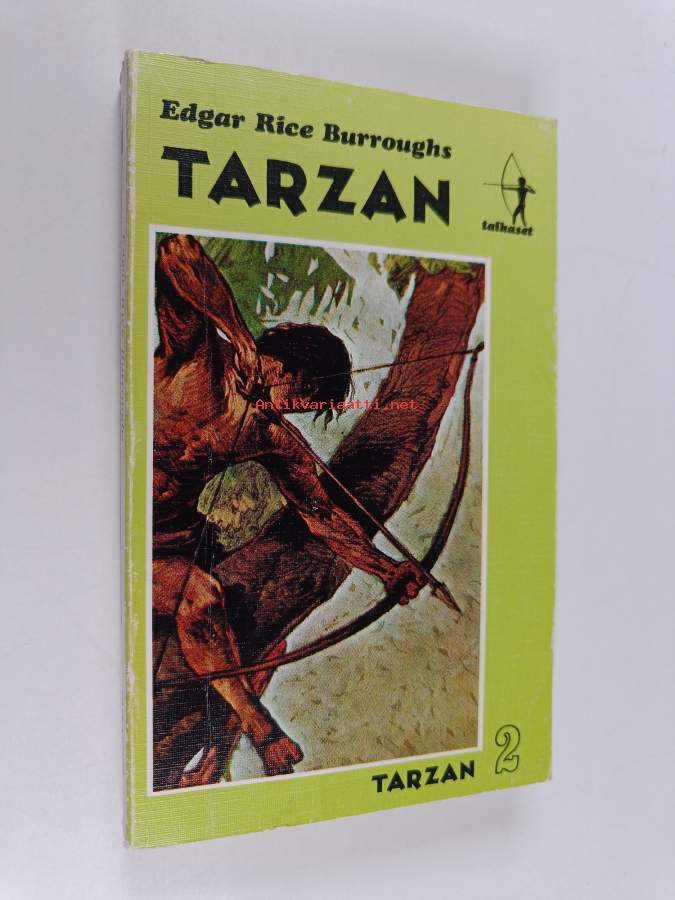 Edgar Rice Burroughs
TARZAN
taikaset
Antikvariaatti.net
TARZAN 2